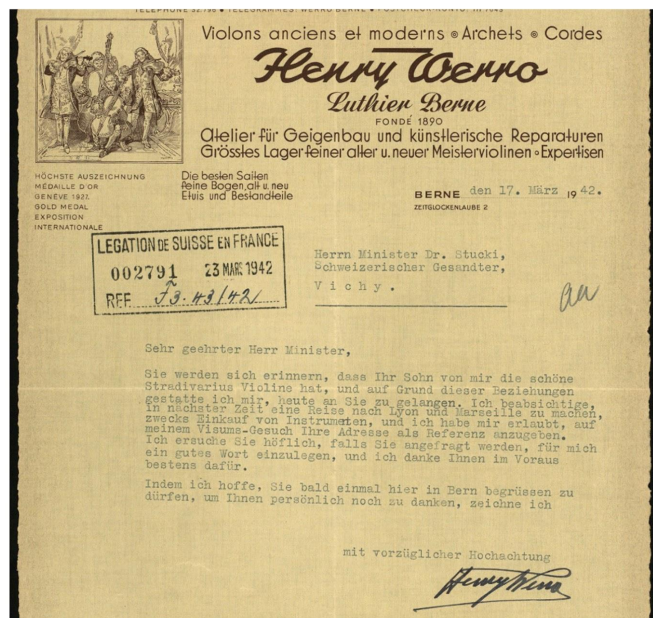 Violons anciens et moderns • Archets • Cordes
Henry Werro
Luthier Berne
FONDÉ 1890
Atelier für Geigenbau und künstlerische Reparaturen
Grösstes Lager feiner alter u. neuer Meisterviolinen • Expertisen
HÖCHSTE AUSZEICHNUNG
MÉDAILLE D'OR
GENÈVE 1927.
GOLD MEDAL
EXPOSITION
INTERNATIONALE
Die besten Saiten
feine Bogen, alt u. neu
Etuis und Bestandteile
BERNE den 17. März 1942.
ZEITGLOCKENLAUBE 2
LEGATION DE SUISSE EN FRANCE
002791 23 MARS 1942
REF
Herrn Minister Dr. Stucki,
Schweizerischer Gesandter,
Vichy.
Sehr geehrter Herr Minister,
Sie werden sich erinnern, dass Ihr Sohn von mir die schöne
Stradivarius Violine hat, und auf Grund dieser Beziehungen
gestatte ich mir, heute an Sie zu gelangen. Ich beabsichtige,
in nächster Zeit eine Reise nach Lyon und Marseille zu machen,
zwecks Einkauf von Instrumenten, und ich habe mir erlaubt, auf
meinem Visums-Gesuch Ihre Adresse als Referenz anzugeben.
Ich ersuche Sie höflich, falls Sie angefragt werden, für mich
ein gutes Wort einzulegen, und ich danke Ihnen im Voraus
bestens dafür.
Indem ich hoffe, Sie bald einmal hier in Bern begrüssen zu
dürfen, um Ihnen persönlich noch zu danken, zeichne ich
mit vorzüglicher Hochachtung
Henry Werro